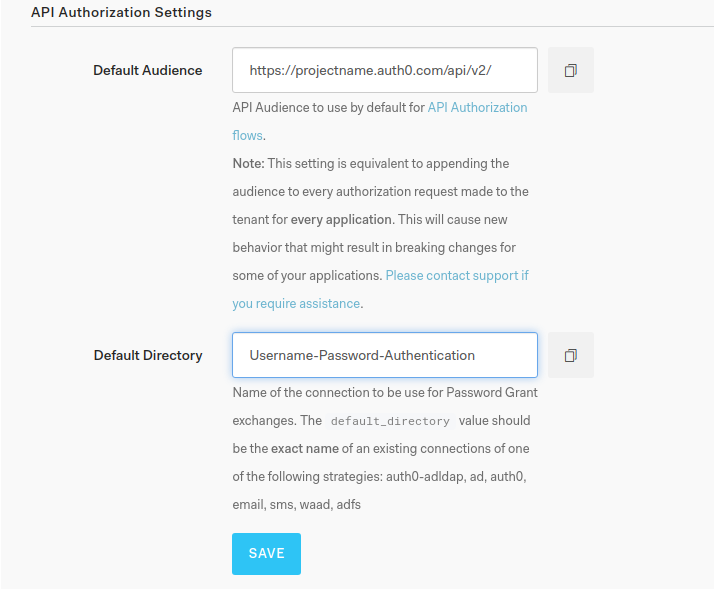 API Authorization Settings
Default Audience
https://projectname.auth0.com/api/v2/
API Audience to use by default for API Authorization
flows.
Note: This setting is equivalent to appending the
audience to every authorization request made to the
tenant for every application. This will cause new
behavior that might result in breaking changes for
some of your applications. Please contact support if
you require assistance.
Default Directory
Username-Password-Authentication
Name of the connection to be use for Password Grant
exchanges. The default_directory value should
be the exact name of an existing connections of one
of the following strategies: auth0-adldap, ad, auth0,
email, sms, waad, adfs
SAVE